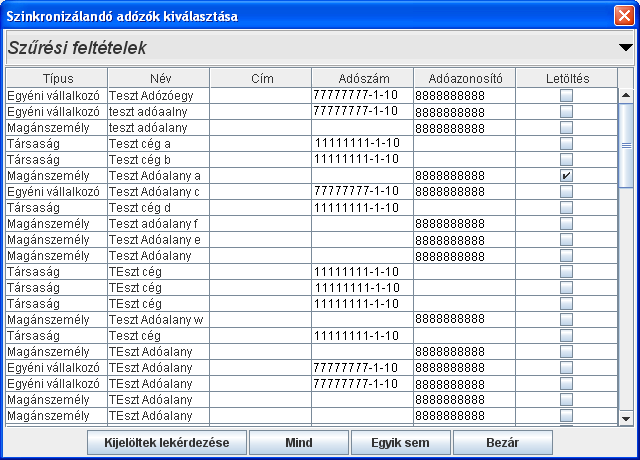 Szinkronizálandó adózók kiválasztása
Szűrési feltételek
Típus Név Cím Adószám Adóazonosító Letöltés
Egyéni vállalkozó Teszt Adózóegy 77777777-1-10 8888888888
Egyéni vállalkozó teszt adóaalny 77777777-1-10 8888888888
Magánszemély teszt adóalany 8888888888
Társaság Teszt cég a 11111111-1-10
Társaság Teszt cég b 11111111-1-10
Magánszemély Teszt Adóalany a 8888888888
Egyéni vállalkozó Teszt Adóalany c 77777777-1-10 8888888888
Társaság Teszt cég d 11111111-1-10
Magánszemély Teszt adóalany f 8888888888
Magánszemély Teszt Adóalany e 8888888888
Magánszemély Teszt Adóalany 8888888888
Társaság TEszt cég 11111111-1-10
Társaság TEszt cég 11111111-1-10
Társaság TEszt cég 11111111-1-10
Magánszemély Teszt Adóalany w 8888888888
Társaság Teszt cég 11111111-1-10
Magánszemély TEszt Adóalany 8888888888
Egyéni vállalkozó TEszt Adóalany 77777777-1-10 8888888888
Egyéni vállalkozó TEszt Adóalany 77777777-1-10 8888888888
Magánszemély TEszt Adóalany 8888888888
Magánszemély TEszt Adóalany 8888888888
Kijelöltek lekérdezése Mind Egyik sem Bezár